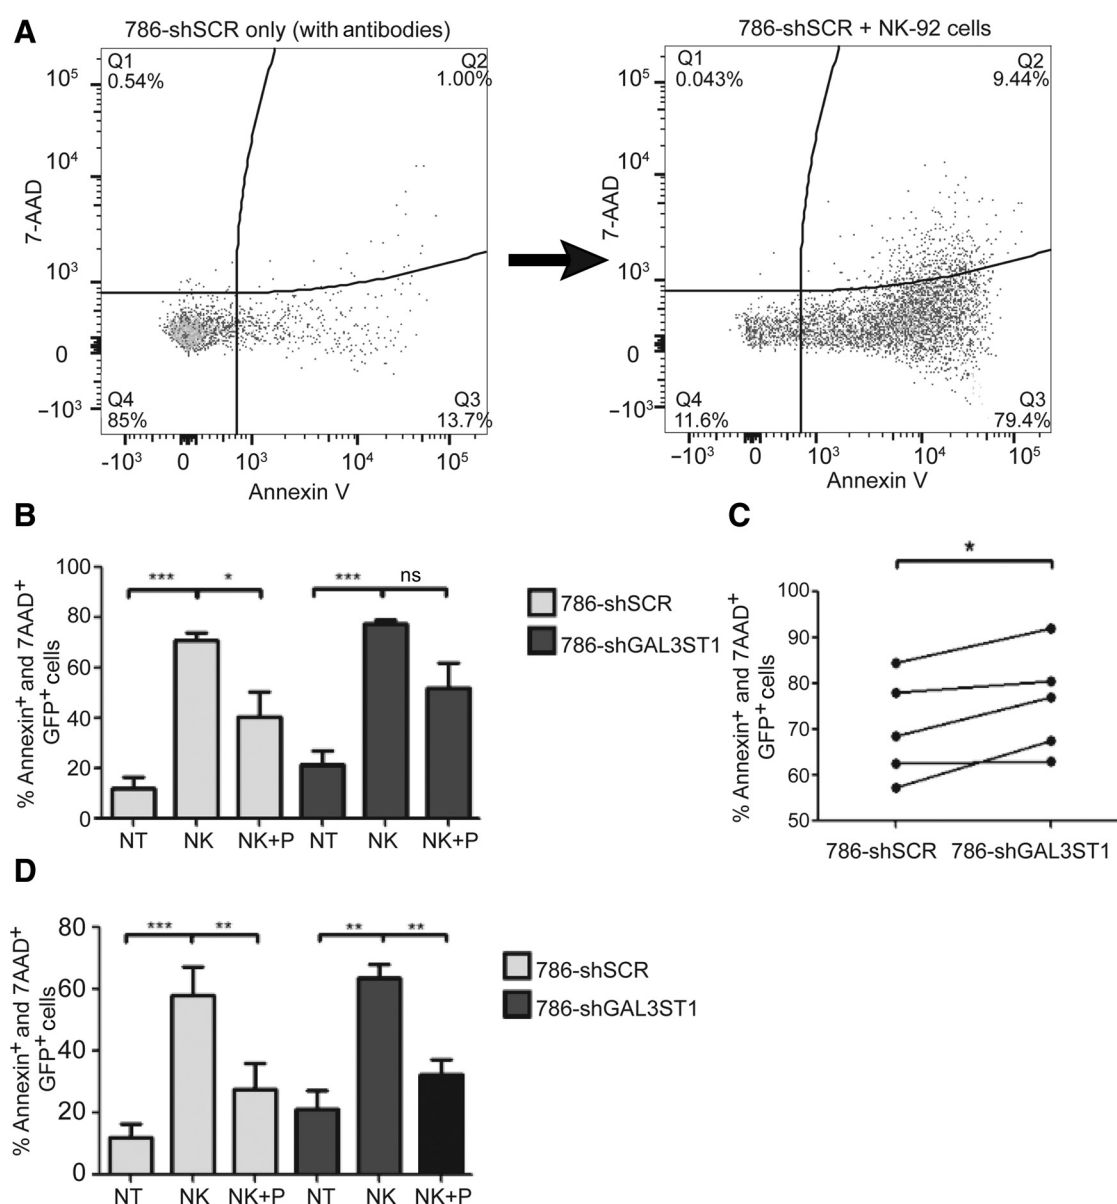 A
786-shSCR only (with antibodies)
Q1
0.54%
Q2
1.00%
10⁵
10⁴
10³
0
−10³
7-AAD
Q4
85%
Q3
13.7%
-10³ 0 10³ 10⁴ 10⁵
Annexin V
786-shSCR + NK-92 cells
Q1
0.043%
Q2
9.44%
10⁵
10⁴
10³
0
−10³
7-AAD
Q4
11.6%
Q3
79.4%
−10³ 0 10³ 10⁴ 10⁵
Annexin V
B
% Annexin⁺ and 7AAD⁺
GFP⁺ cells
100
80
60
40
20
0
*** * *** ns
NT NK NK+P NT NK NK+P
786-shSCR
786-shGAL3ST1
C
*
% Annexin⁺ and 7AAD⁺
GFP⁺ cells
100
90
80
70
60
50
786-shSCR 786-shGAL3ST1
D
% Annexin⁺ and 7AAD⁺
GFP⁺ cells
80
60
40
20
0
*** ** ** **
NT NK NK+P NT NK NK+P
786-shSCR
786-shGAL3ST1